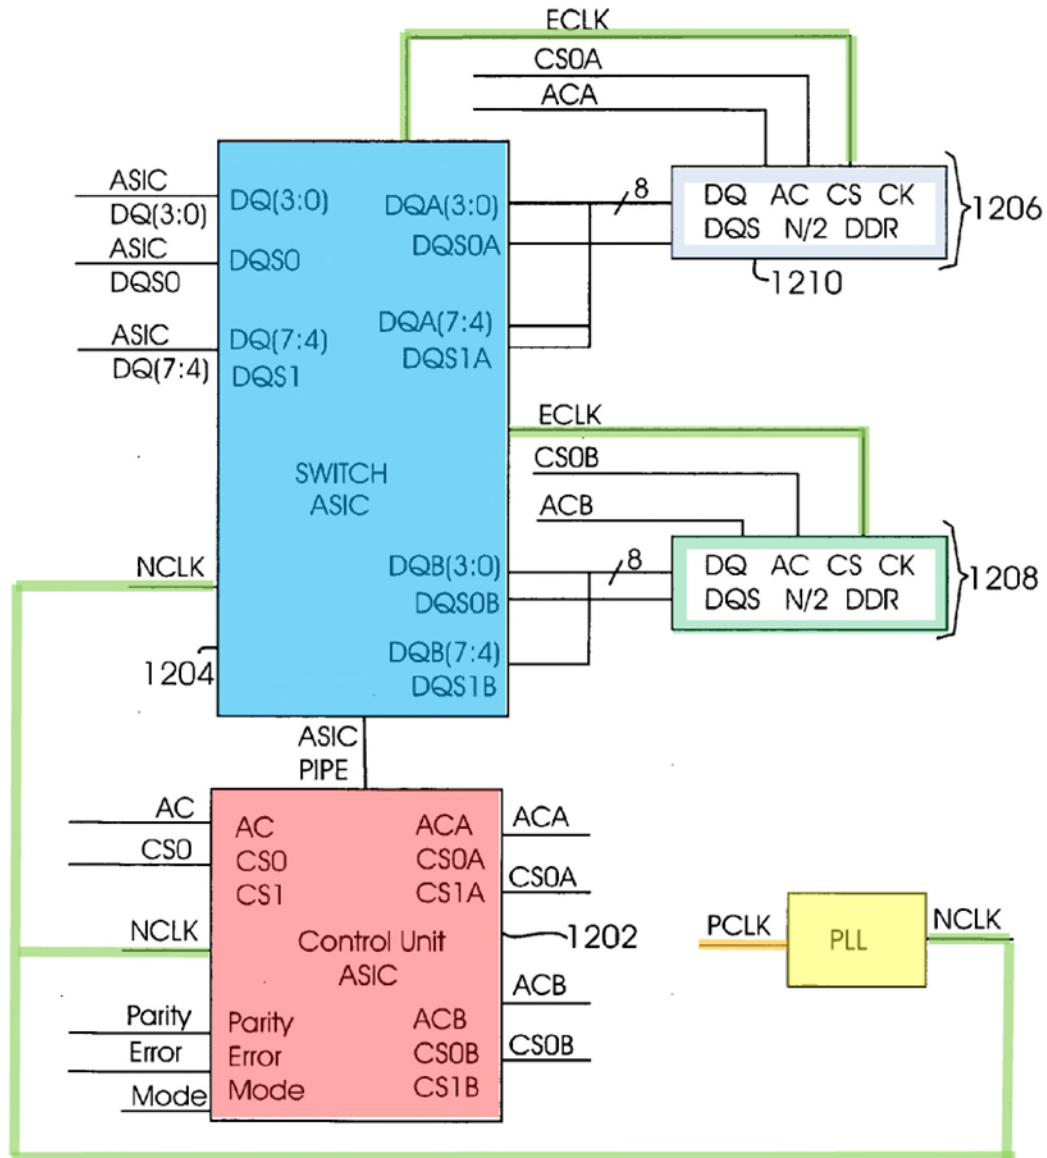 ECLK
CS0A
ACA
ASIC
DQ(3:0)
ASIC
DQS0
ASIC
DQ(7:4)
DQ(3:0)
DQS0
DQ(7:4)
DQS1
DQA(3:0)
DQS0A
DQA(7:4)
DQS1A
8
DQ AC CS CK
DQS N/2 DDR
1206
1210
SWITCH
ASIC
ECLK
CS0B
ACB
NCLK
1204
DQB(3:0)
DQS0B
DQB(7:4)
DQS1B
8
DQ AC CS CK
DQS N/2 DDR
1208
ASIC
PIPE
AC
CS0
NCLK
Parity
Error
Mode
AC
CS0
CS1
ACA
CS0A
CS1A
Control Unit
ASIC
Parity
Error
Mode
ACB
CS0B
CS1B
ACA
CS0A
1202
ACB
CS0B
PCLK
PLL
NCLK